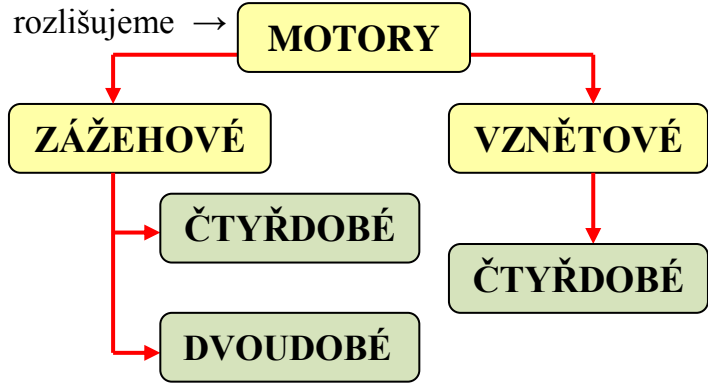 rozlišujeme →
MOTORY
ZÁŽEHOVÉ
VZNĚTOVÉ
ČTYŘDOBÉ
ČTYŘDOBÉ
DVOUDOBÉ